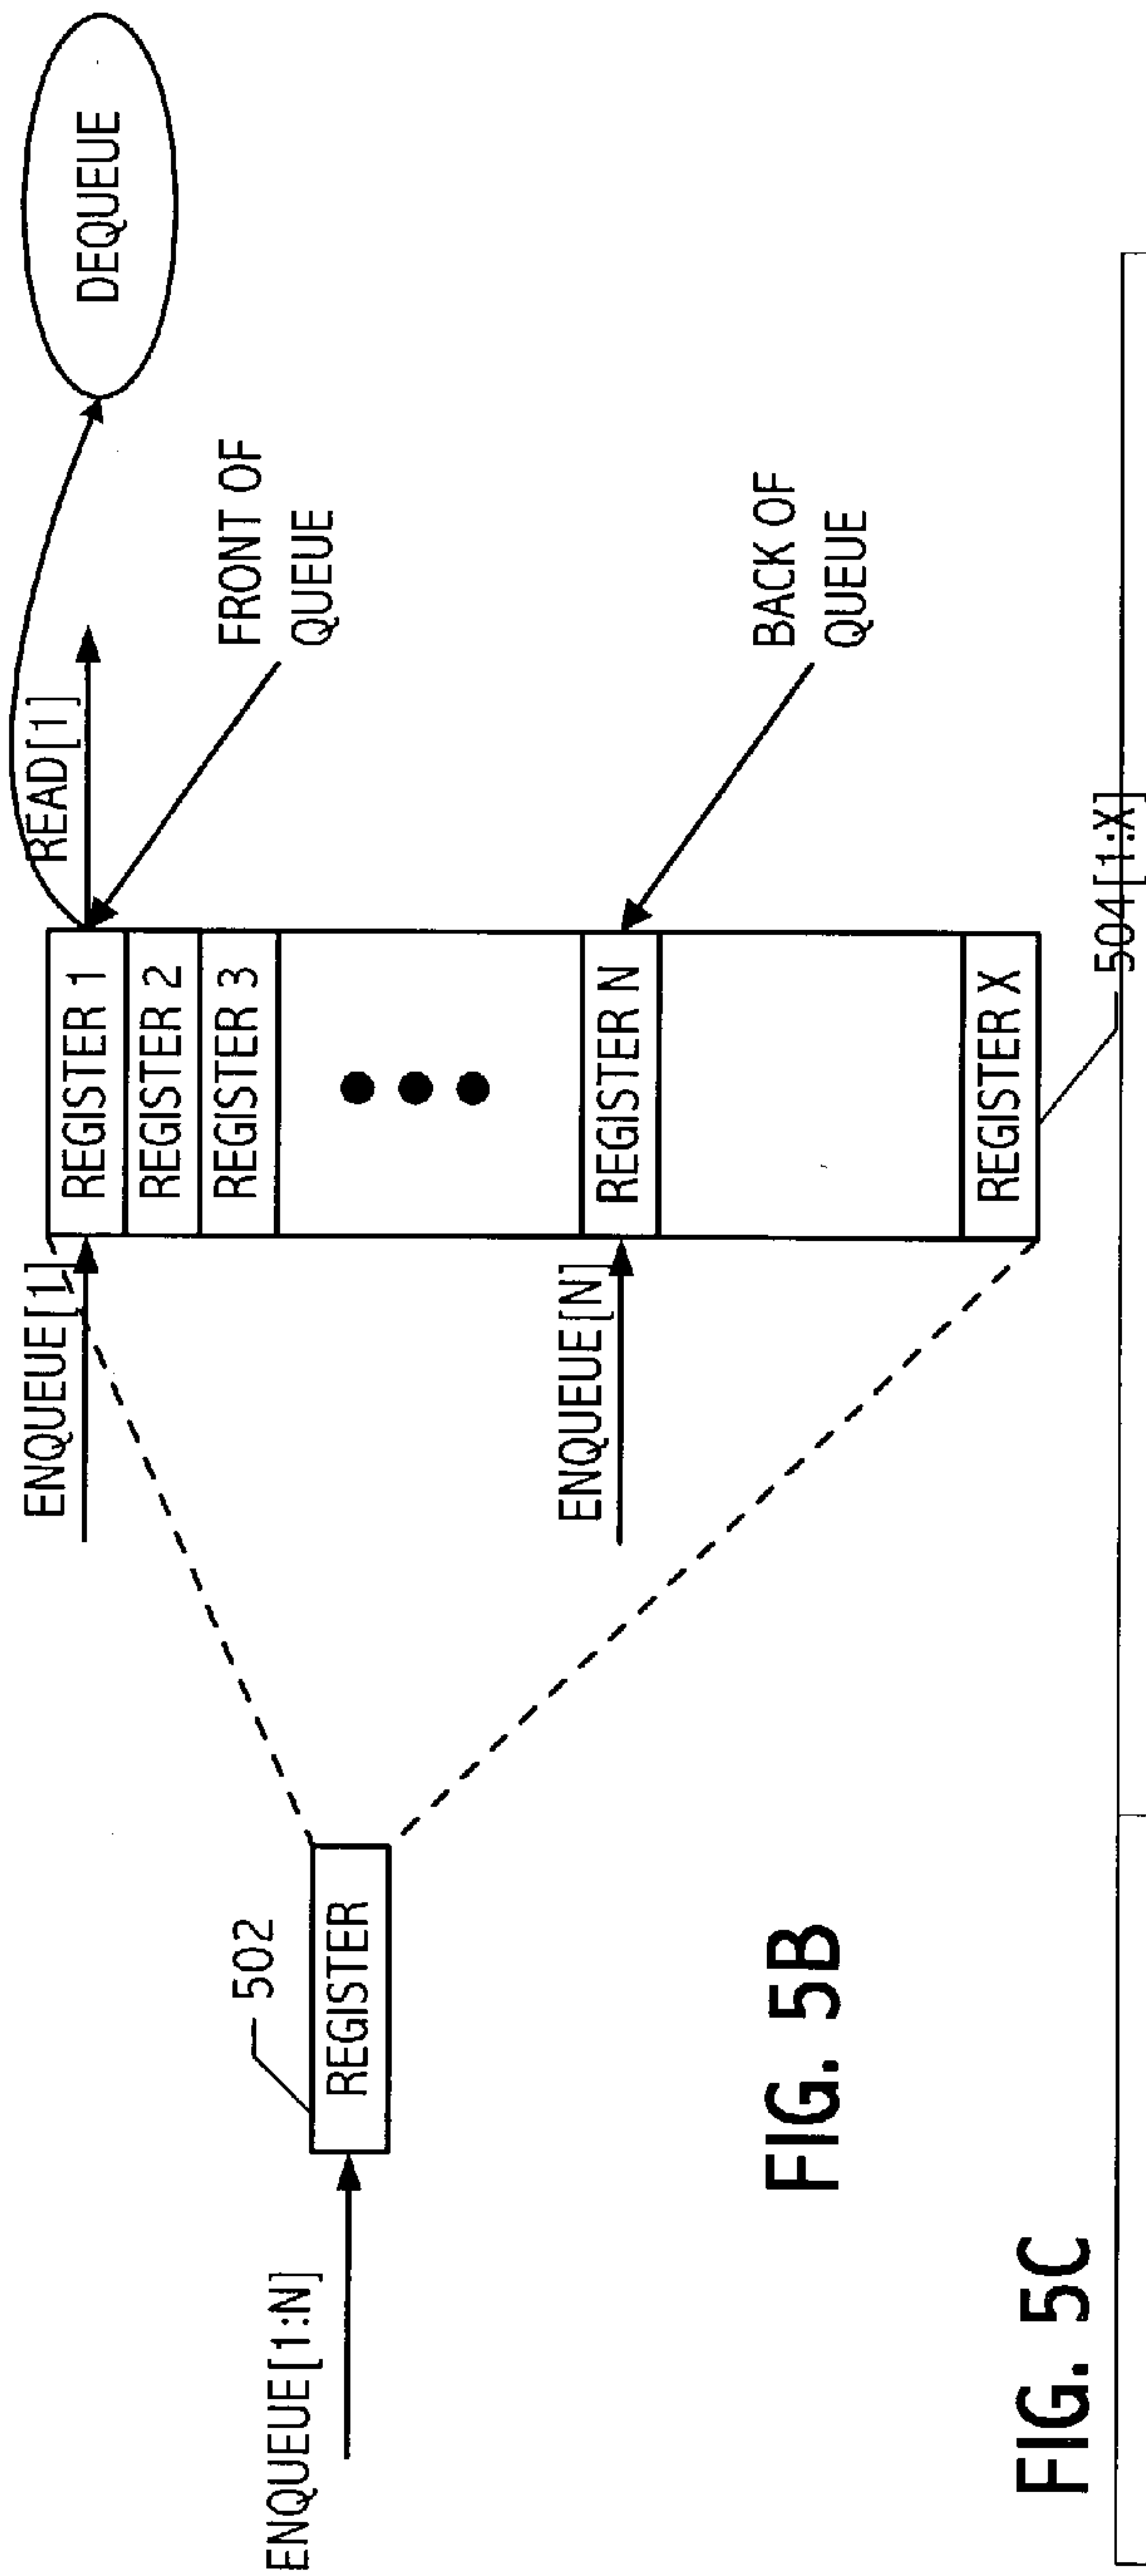 DEQUEUE
READ[1]
FRONT OF
QUEUE
BACK OF
QUEUE
ENQUEUE[1]
REGISTER 1
REGISTER 2
REGISTER 3
ENQUEUE[N]
REGISTER N
REGISTER X
504[1:X]
502
REGISTER
ENQUEUE[1:N]
FIG. 5B
FIG. 5C